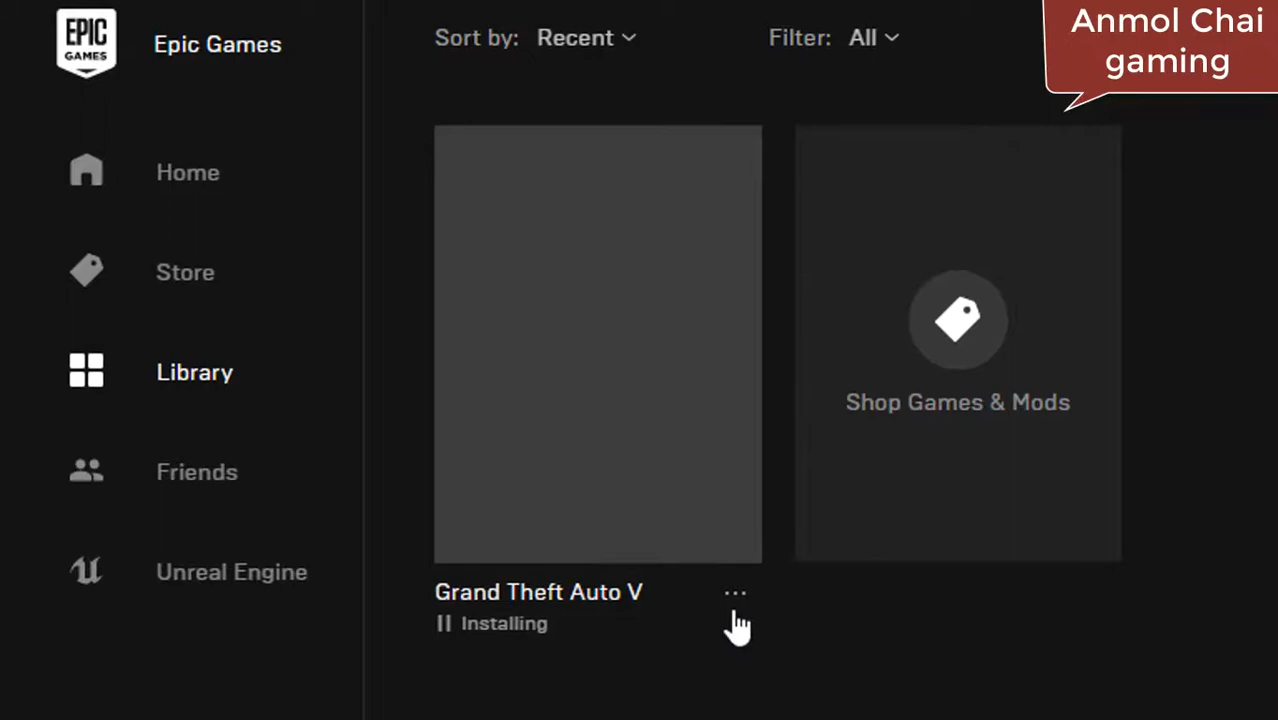 EPIC
GAMES
Epic Games
Sort by: Recent
Filter: All
Anmol Chai
gaming
Home
Store
Library
Friends
Unreal Engine
Shop Games & Mods
Grand Theft Auto V
Installing